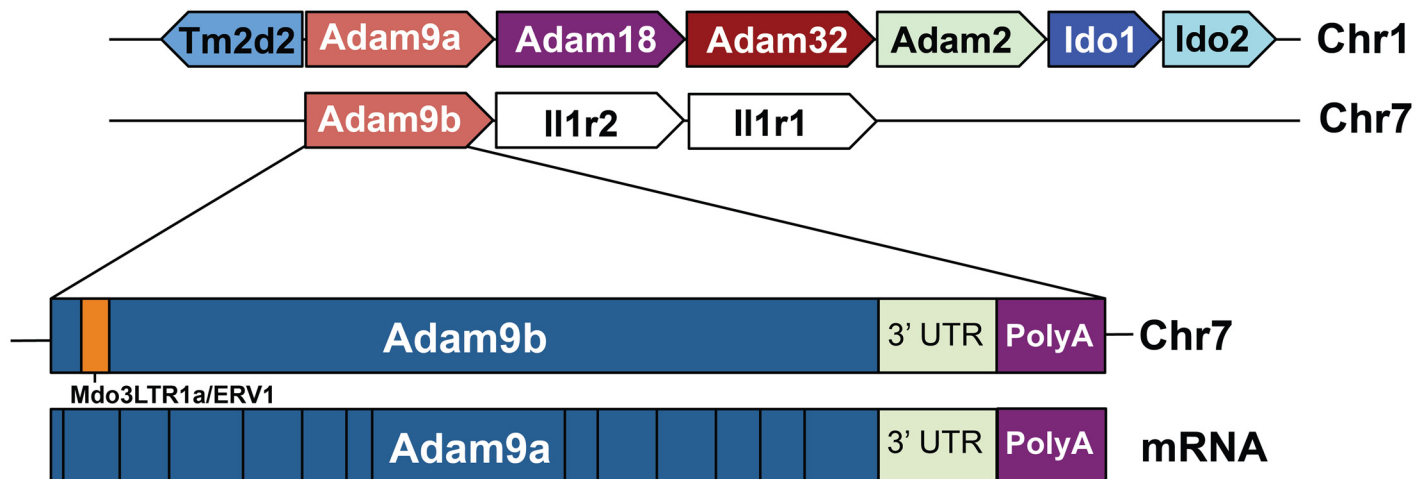 Tm2d2 Adam9a Adam18 Adam32 Adam2 Ido1 Ido2 Chr1
Adam9b Il1r2 Il1r1 Chr7
Adam9b 3’ UTR PolyA Chr7
Mdo3LTR1a/ERV1
Adam9a 3’ UTR PolyA mRNA